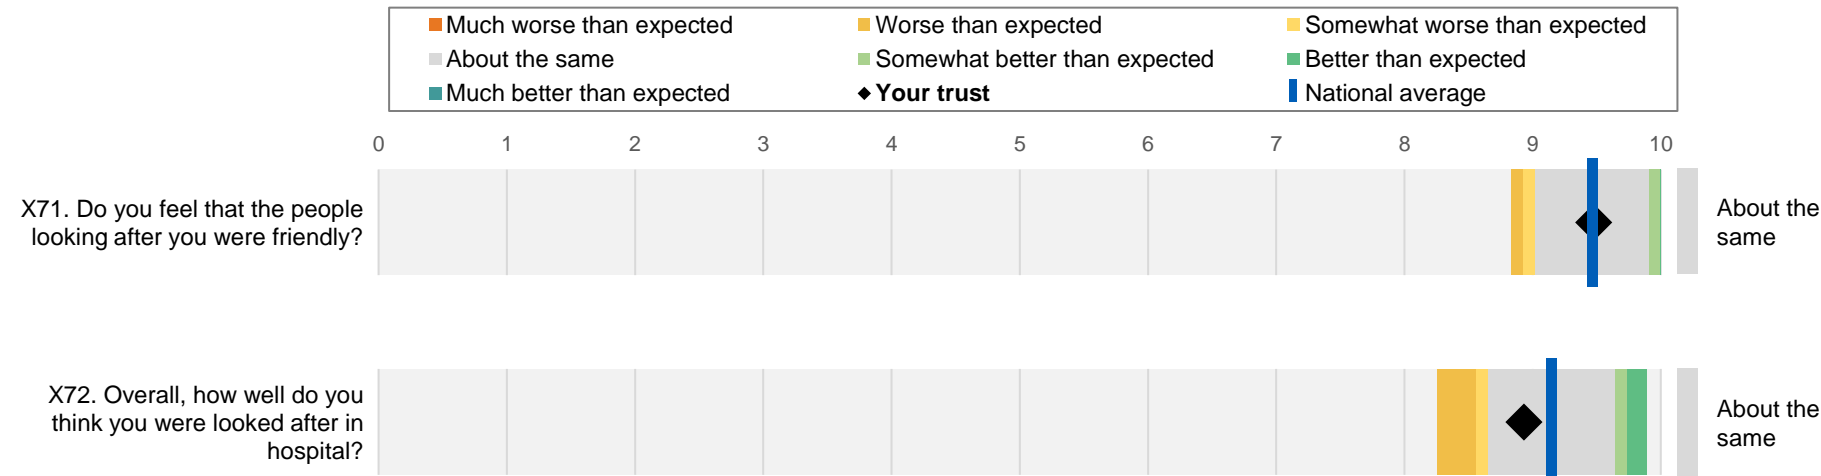 Much worse than expected
Worse than expected
Somewhat worse than expected
About the same
Somewhat better than expected
Better than expected
Much better than expected
Your trust
National average
0 1 2 3 4 5 6 7 8 9 10
X71. Do you feel that the people
looking after you were friendly?
About the
same
X72. Overall, how well do you
think you were looked after in
hospital?
About the
same